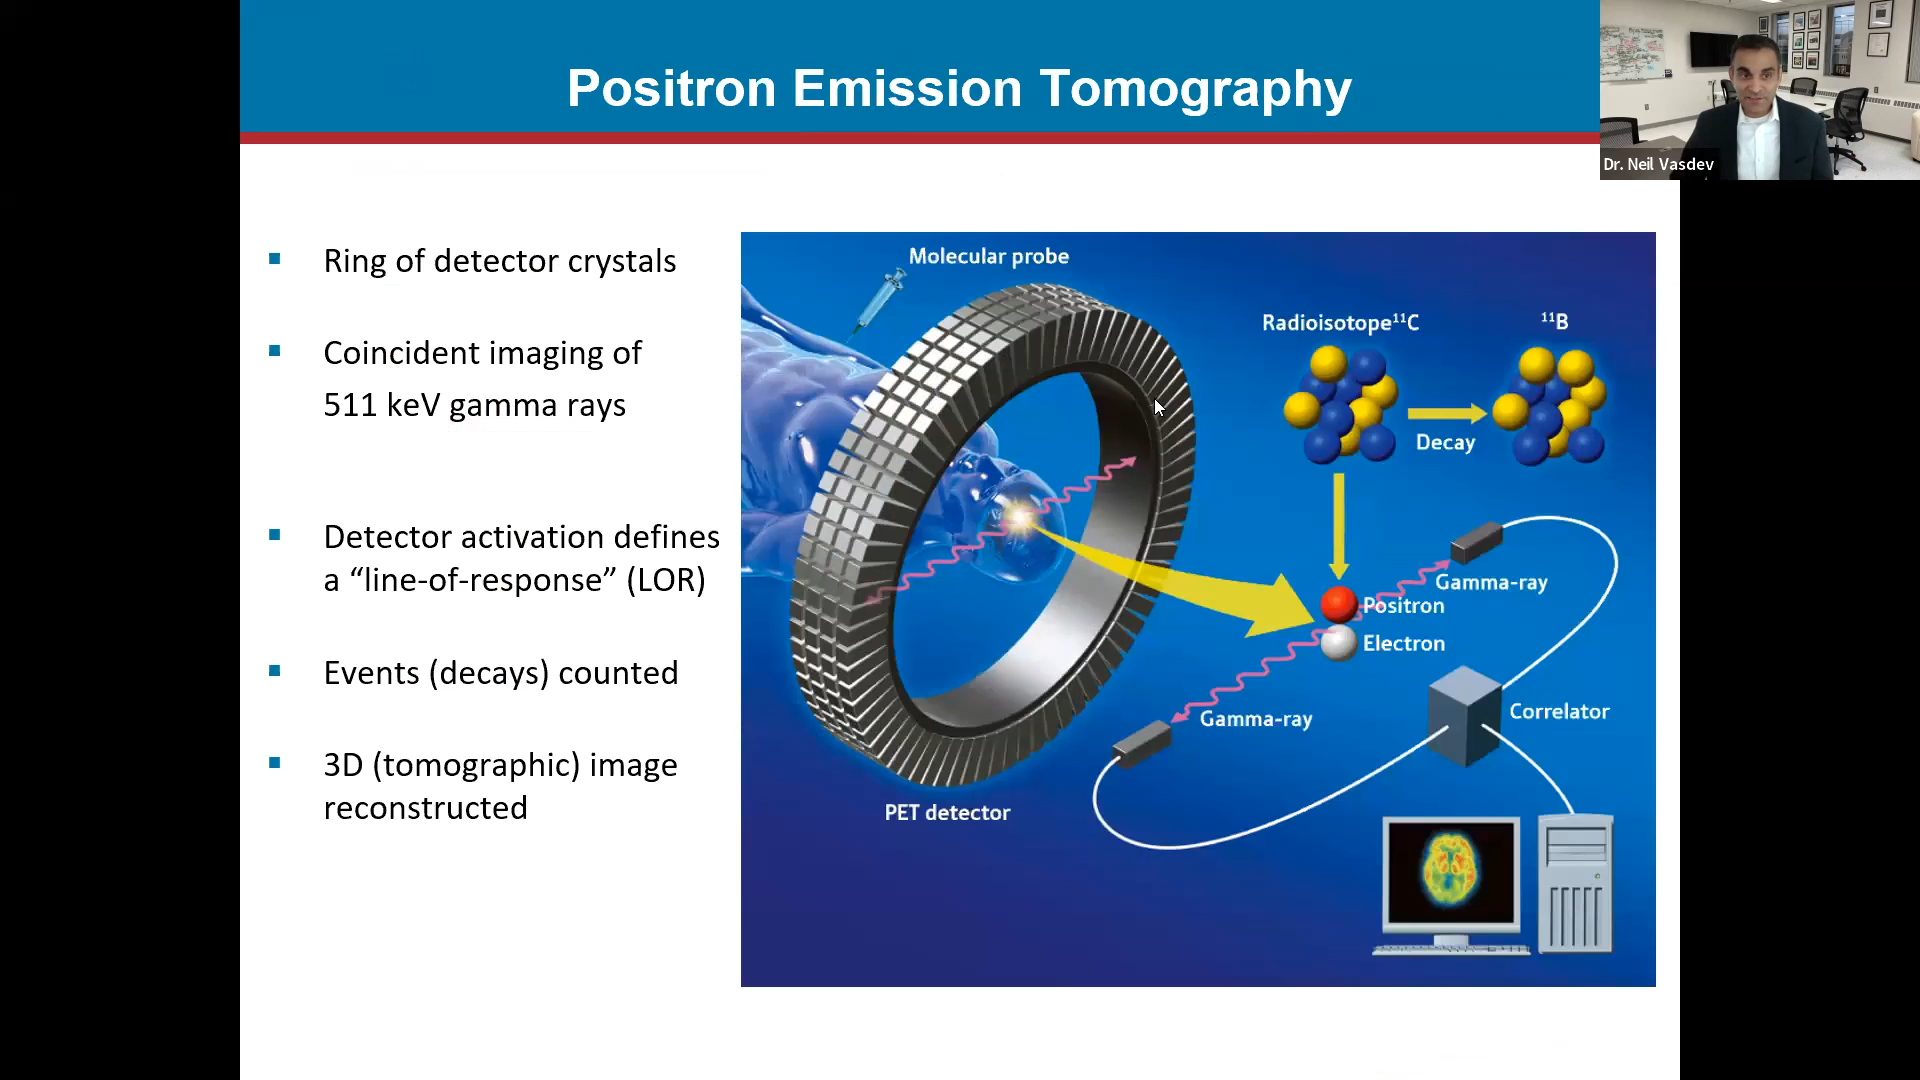 Positron Emission Tomography
Dr. Neil Vasdev
Ring of detector crystals
Coincident imaging of
511 keV gamma rays
Detector activation defines
a “line-of-response” (LOR)
Events (decays) counted
3D (tomographic) image
reconstructed
Molecular probe
Radioisotope¹¹C
¹¹B
Decay
Gamma-ray
Positron
Electron
Gamma-ray
Correlator
PET detector